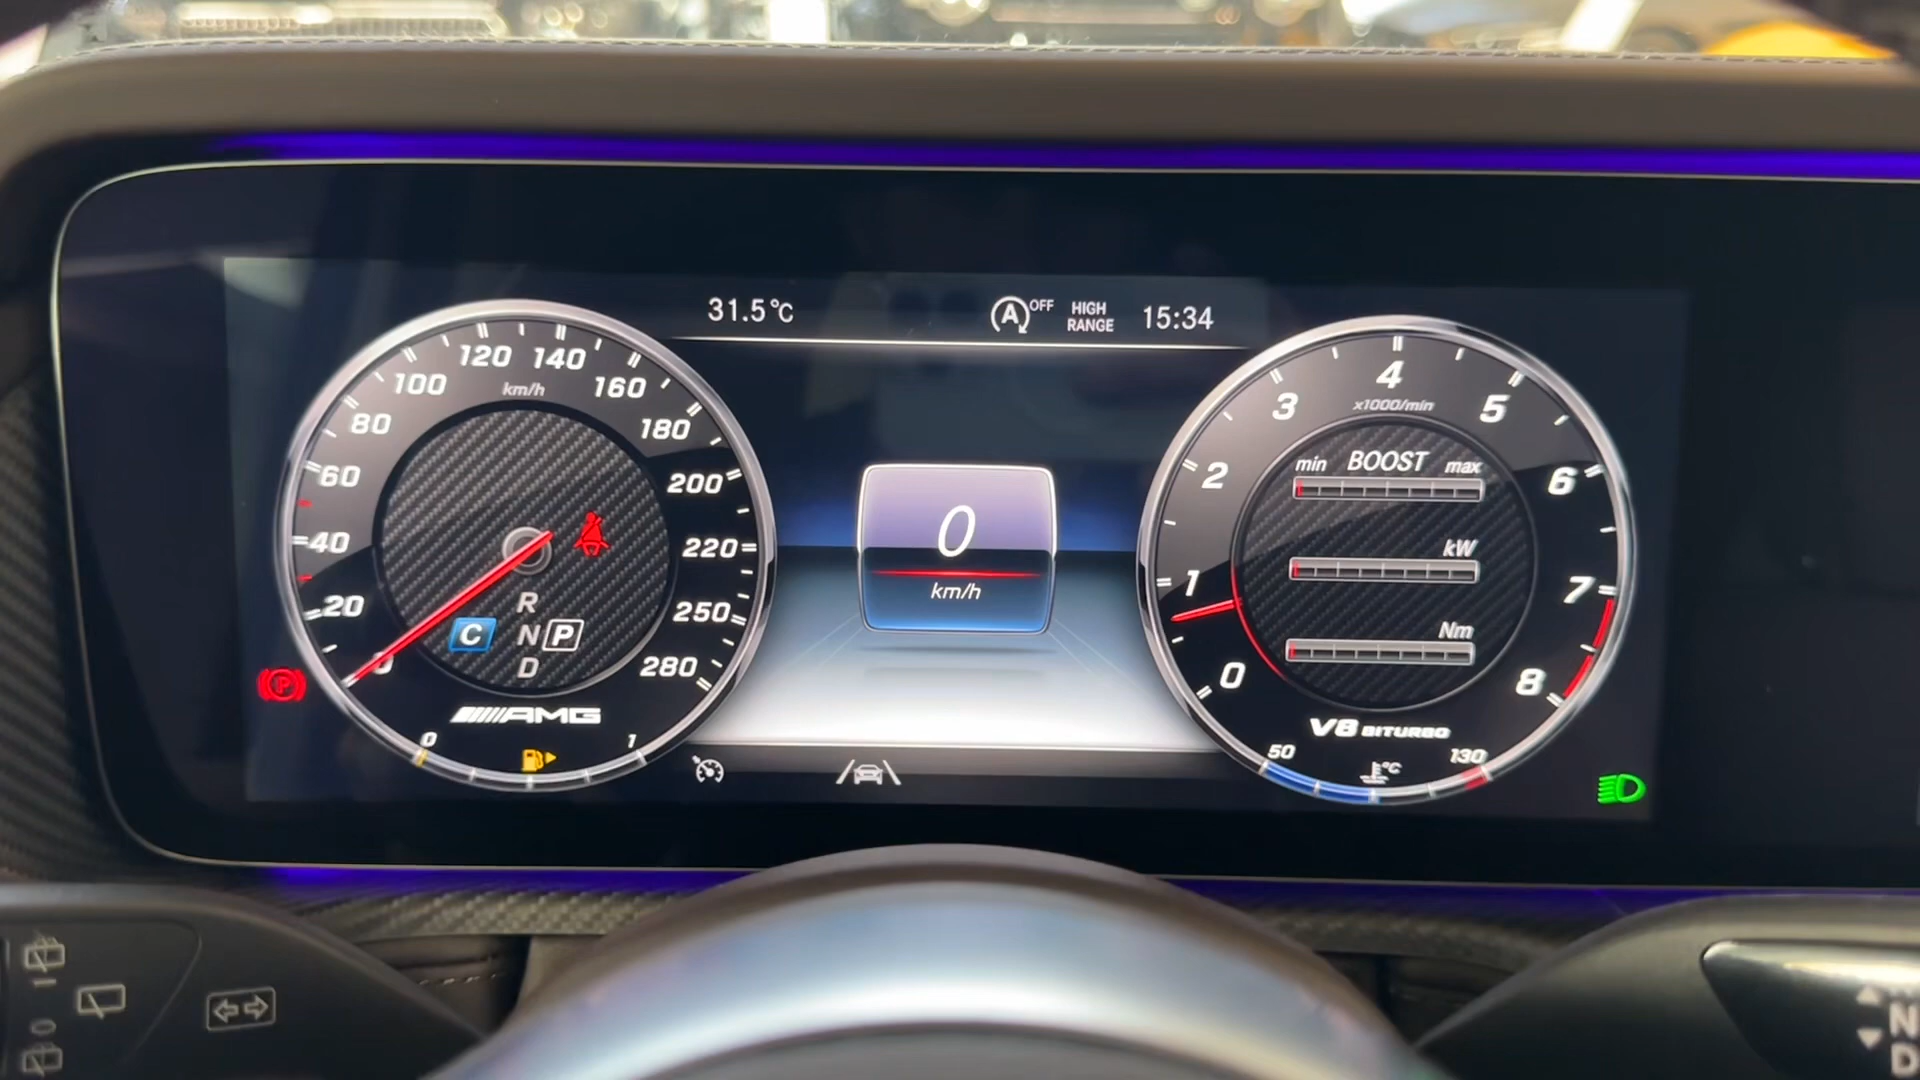 31.5°C
A OFF
HIGH RANGE
15:34
0
20
40
60
80
100
120
140
160
180
200
220
250
280
km/h
R
C
N
P
D
AMG
0
1
P
0
km/h
0
1
2
3
4
5
6
7
8
x1000/min
min BOOST max
kW
Nm
V8 BITURBO
50
130
°C
N
D